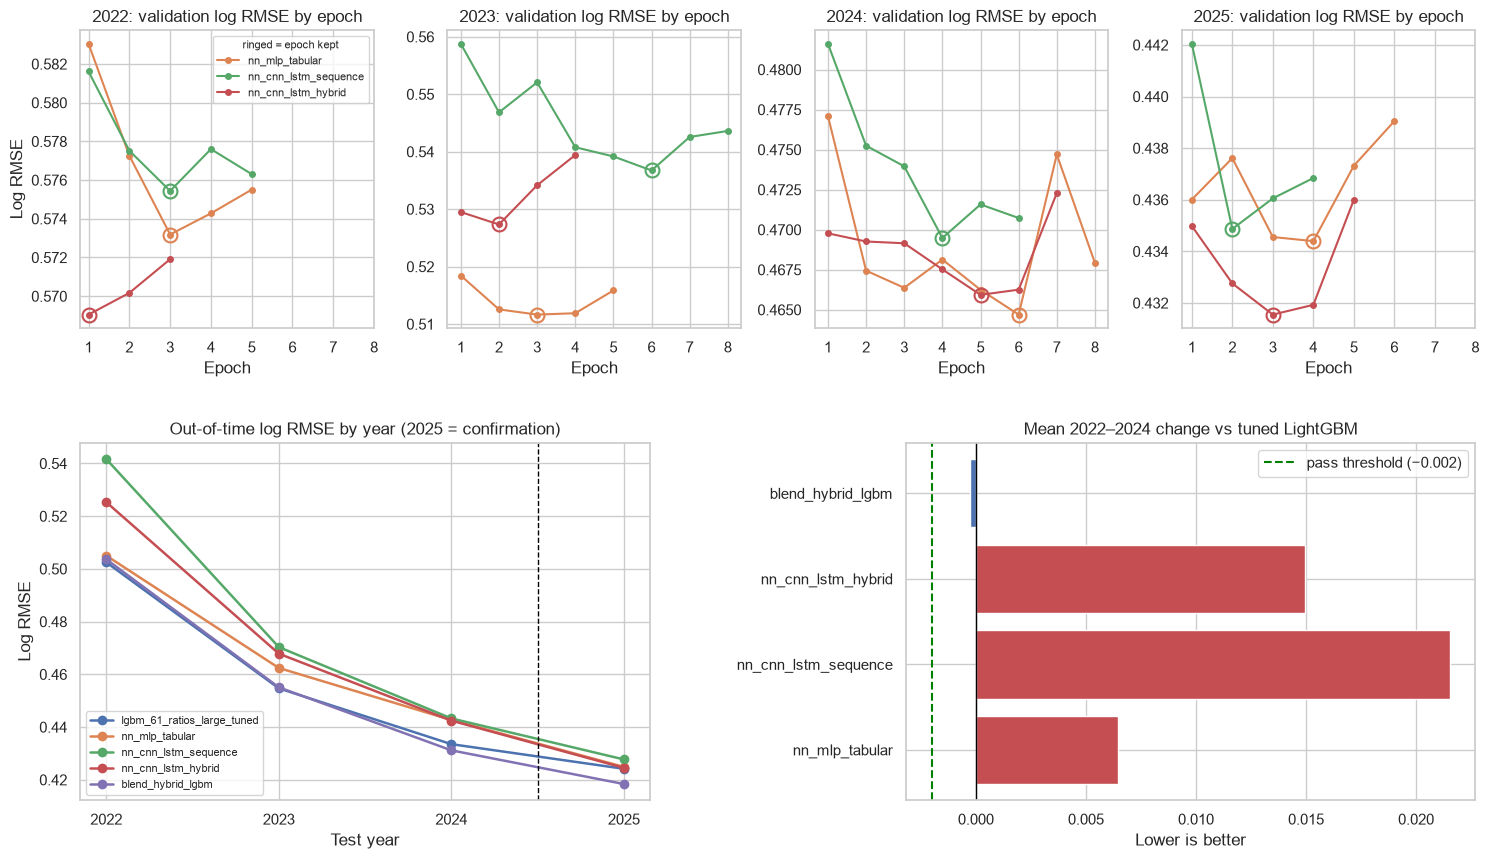 2022: validation log RMSE by epoch
0.582
0.580
0.578
0.576
0.574
0.572
0.570
Log RMSE
ringed = epoch kept
nn_mlp_tabular
nn_cnn_lstm_sequence
nn_cnn_lstm_hybrid
1 2 3 4 5 6 7 8
Epoch
2023: validation log RMSE by epoch
0.56
0.55
0.54
0.53
0.52
0.51
1 2 3 4 5 6 7 8
Epoch
2024: validation log RMSE by epoch
0.4800
0.4775
0.4750
0.4725
0.4700
0.4675
0.4650
1 2 3 4 5 6 7 8
Epoch
2025: validation log RMSE by epoch
0.442
0.440
0.438
0.436
0.434
0.432
1 2 3 4 5 6 7 8
Epoch
Out-of-time log RMSE by year (2025 = confirmation)
0.54
0.52
0.50
0.48
0.46
0.44
0.42
Log RMSE
lgbm_61_ratios_large_tuned
nn_mlp_tabular
nn_cnn_lstm_sequence
nn_cnn_lstm_hybrid
blend_hybrid_lgbm
2022 2023 2024 2025
Test year
Mean 2022–2024 change vs tuned LightGBM
pass threshold (−0.002)
blend_hybrid_lgbm
nn_cnn_lstm_hybrid
nn_cnn_lstm_sequence
nn_mlp_tabular
0.000 0.005 0.010 0.015 0.020
Lower is better